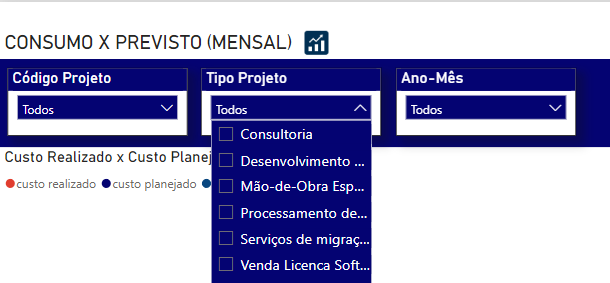 CONSUMO X PREVISTO (MENSAL)
Código Projeto
Tipo Projeto
Ano-Mês
Todos
Todos
Todos
Consultoria
Desenvolvimento ...
Mão-de-Obra Esp...
Processamento de...
Serviços de migraç...
Venda Licenca Soft...
Custo Realizado x Custo Planej
custo realizado
custo planejado